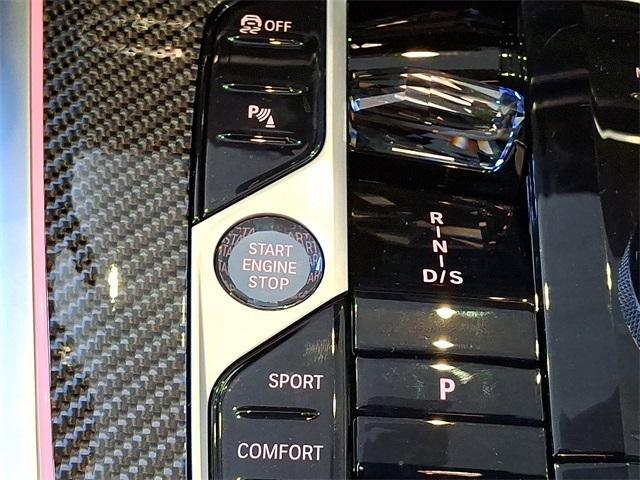 OFF
P
R
N
D/S
START
ENGINE
STOP
SPORT
P
COMFORT